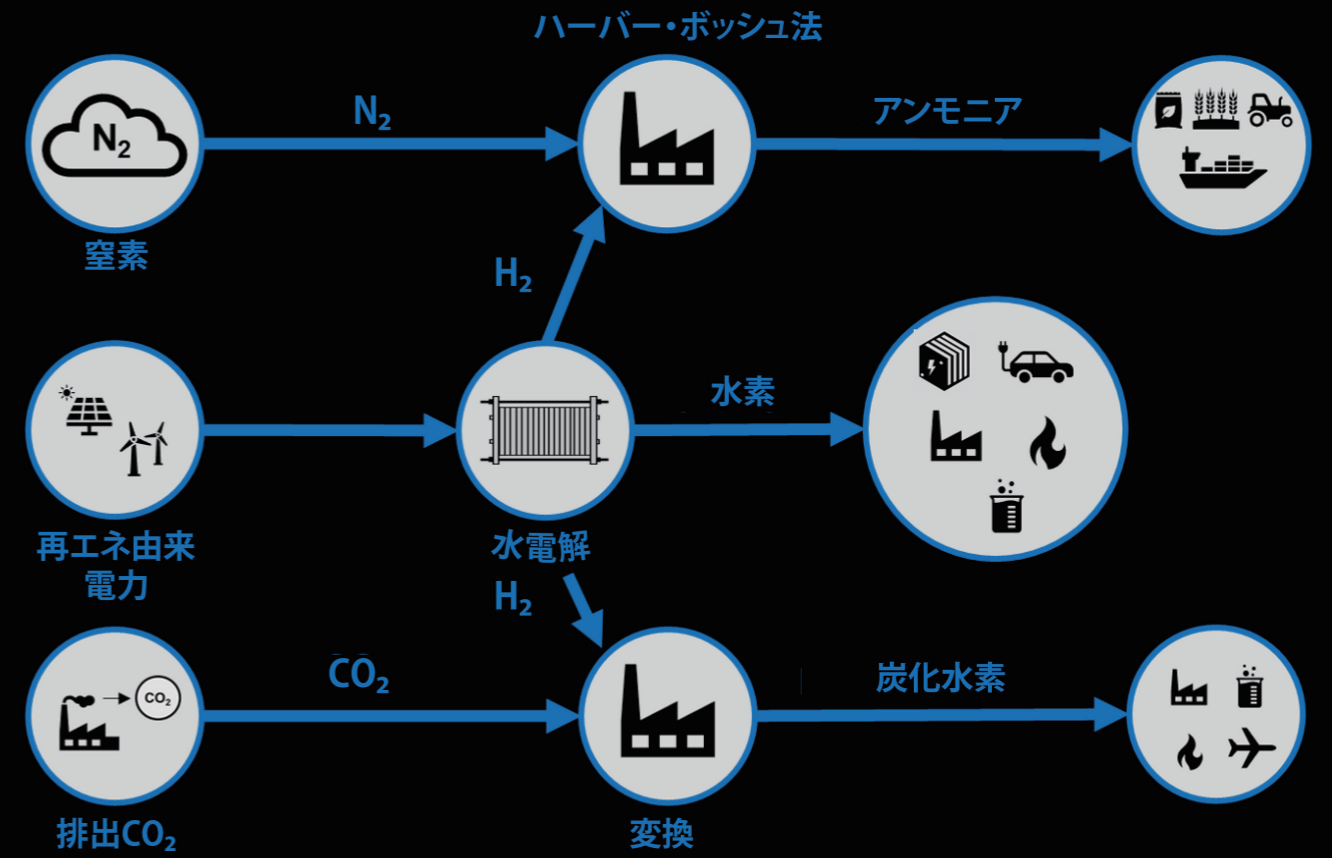 ハーバー・ボッシュ法
N₂
N₂
アンモニア
窒素
H₂
水素
再エネ由来
電力
水電解
H₂
CO₂
CO₂
炭化水素
排出CO₂
変換